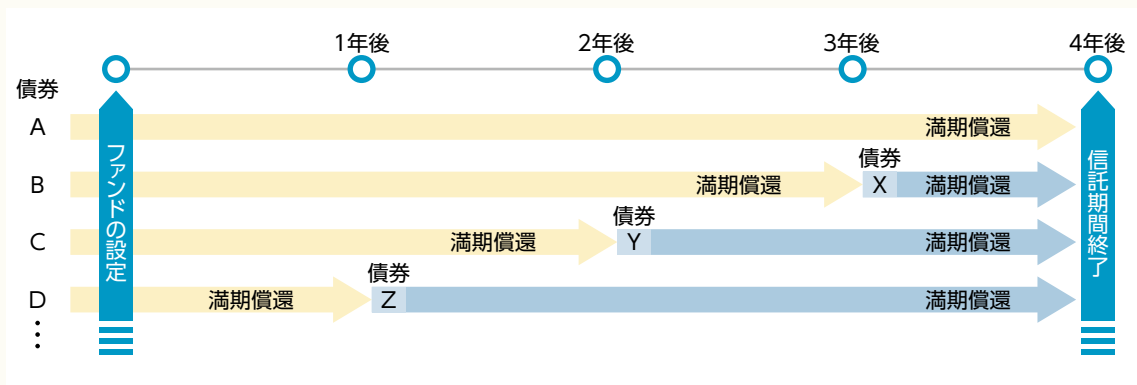 1年後 2年後 3年後 4年後
債券
A 満期償還
B 満期償還 債券 X 満期償還
C 満期償還 債券 Y 満期償還
D 満期償還 債券 Z 満期償還
⋮
ファンドの設定
信託期間終了